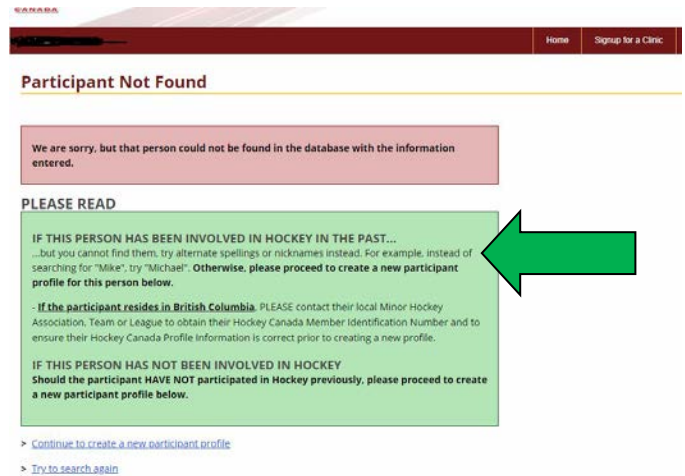 CANADA
Home Signup for a Clinic
Participant Not Found
We are sorry, but that person could not be found in the database with the information
entered.
PLEASE READ
IF THIS PERSON HAS BEEN INVOLVED IN HOCKEY IN THE PAST...
...but you cannot find them, try alternate spellings or nicknames instead. For example, instead of
searching for "Mike", try "Michael". Otherwise, please proceed to create a new participant
profile for this person below.
- If the participant resides in British Columbia, PLEASE contact their local Minor Hockey
Association, Team or League to obtain their Hockey Canada Member Identification Number and to
ensure their Hockey Canada Profile Information is correct prior to creating a new profile.
IF THIS PERSON HAS NOT BEEN INVOLVED IN HOCKEY
Should the participant HAVE NOT participated in Hockey previously, please proceed to create
a new participant profile below.
> Continue to create a new participant profile
> Try to search again